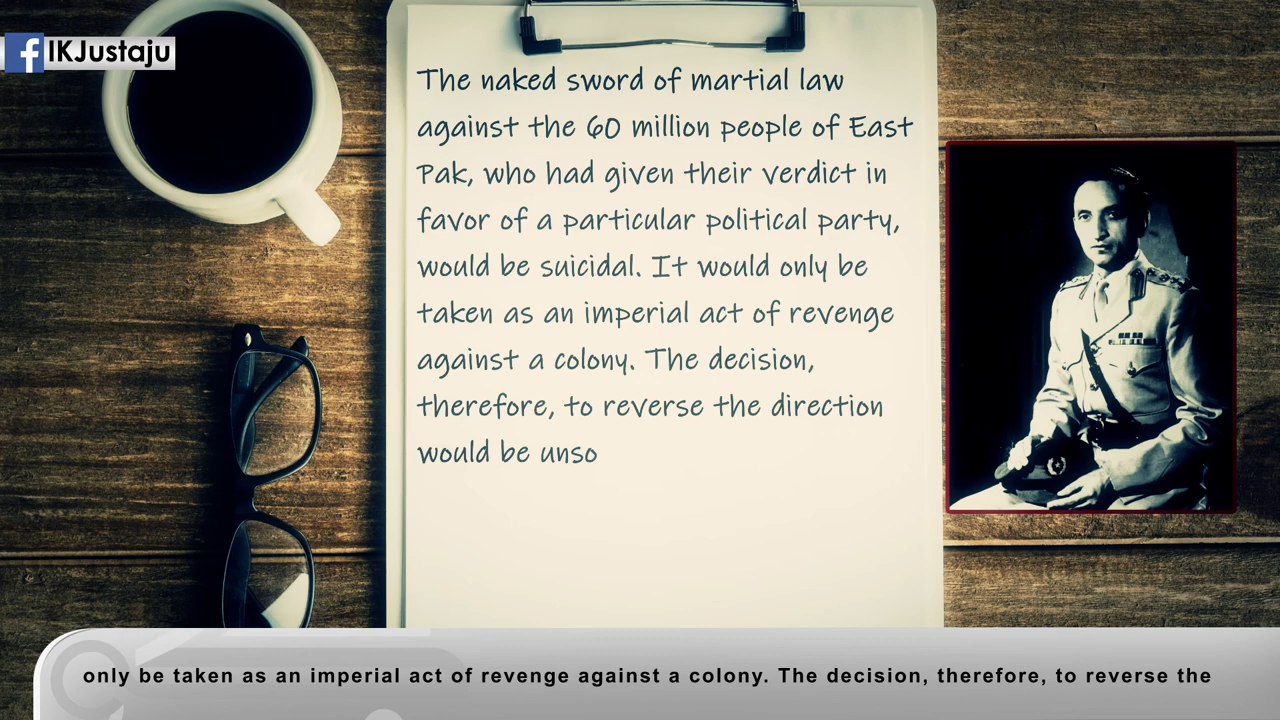 IKJustaju
The naked sword of martial law
against the 60 million people of East
Pak, who had given their verdict in
favor of a particular political party,
would be suicidal. It would only be
taken as an imperial act of revenge
against a colony. The decision,
therefore, to reverse the direction
would be unso
only be taken as an imperial act of revenge against a colony. The decision, therefore, to reverse the